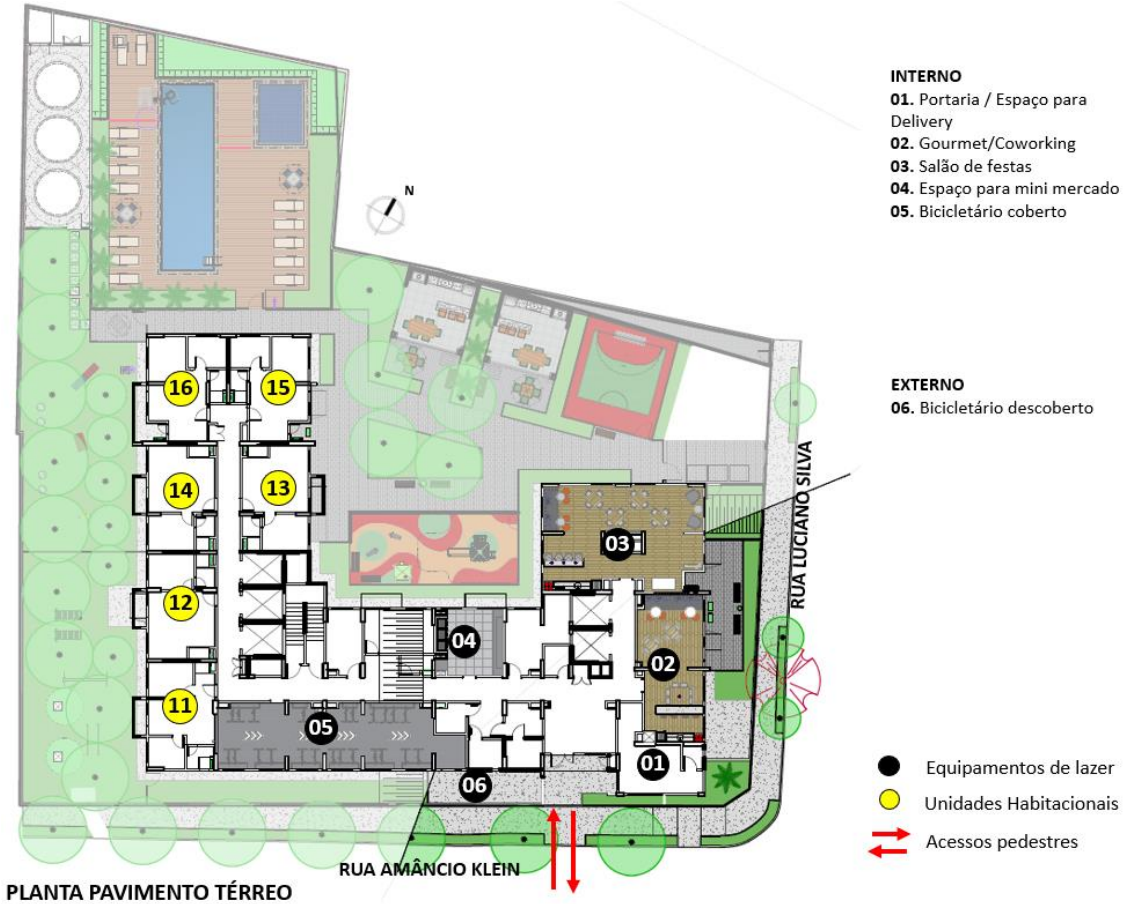 INTERNO
01. Portaria / Espaço para
Delivery
02. Gourmet/Coworking
03. Salão de festas
04. Espaço para mini mercado
05. Bicicletário coberto
N
EXTERNO
06. Bicicletário descoberto
16
15
14
13
12
11
03
04
02
05
01
06
RUA LUCIANO SILVA
RUA AMÂNCIO KLEIN
Equipamentos de lazer
Unidades Habitacionais
Acessos pedestres
PLANTA PAVIMENTO TÉRREO